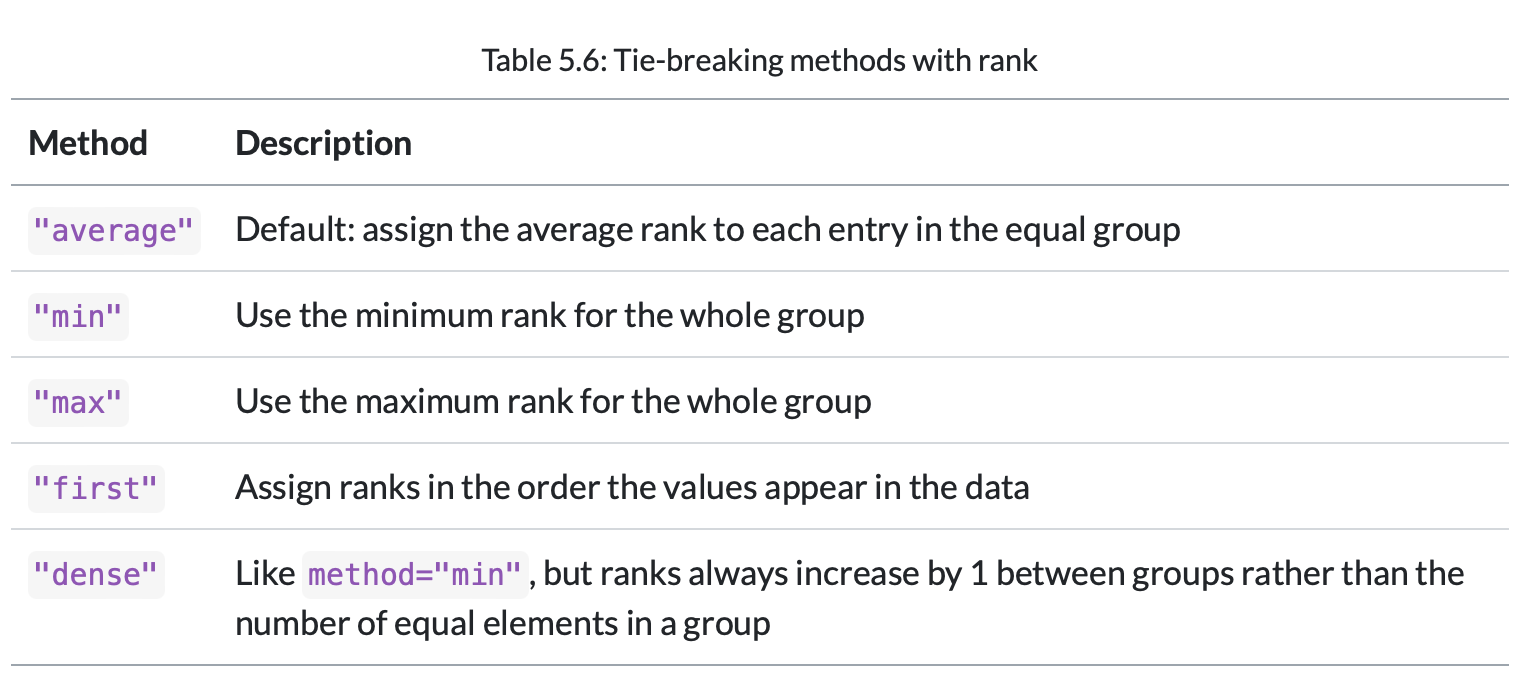 Table 5.6: Tie-breaking methods with rank
Method Description
"average" Default: assign the average rank to each entry in the equal group
"min" Use the minimum rank for the whole group
"max" Use the maximum rank for the whole group
"first" Assign ranks in the order the values appear in the data
"dense" Like method="min", but ranks always increase by 1 between groups rather than the
number of equal elements in a group